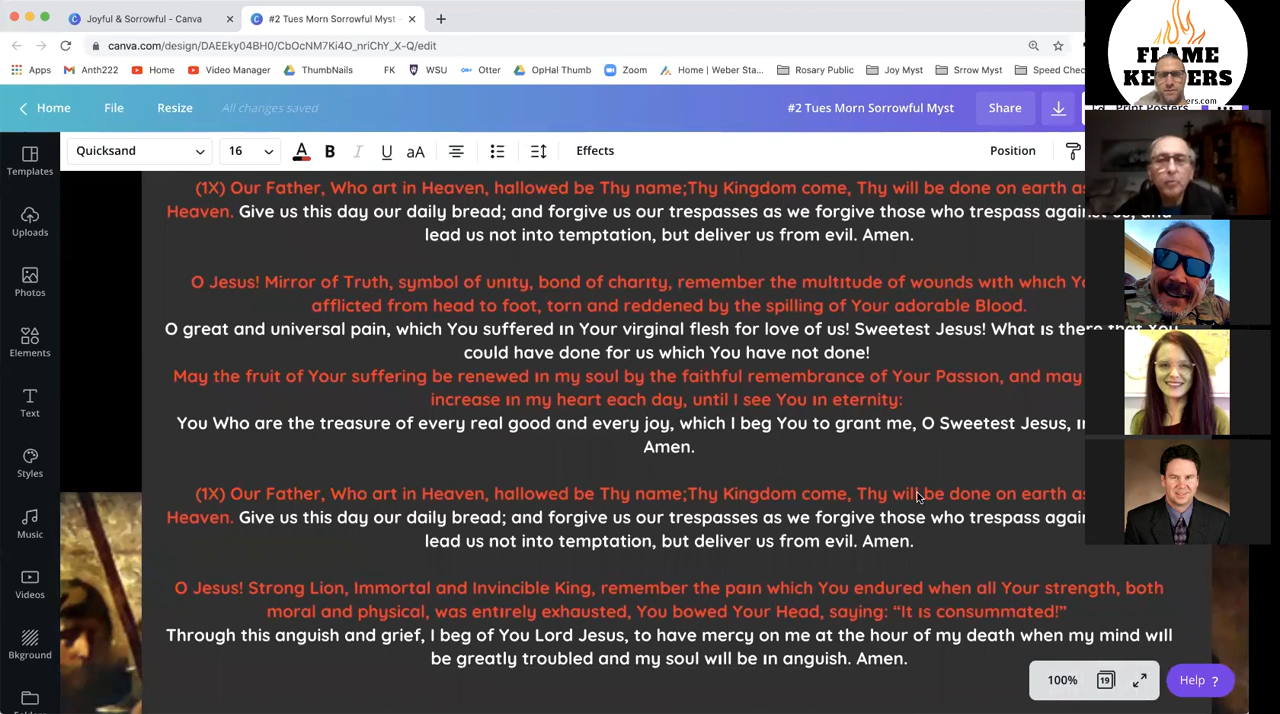 Joyful & Sorrowful - Canva
#2 Tues Morn Sorrowful Myst -
canva.com/design/DAEEky04BH0/CbOcNM7Ki4O_nriChY_X-Q/edit
Apps Anth222 Home Video Manager ThumbNails FK WSU Otter OpHal Thumb Zoom Home | Weber Sta... Rosary Public Joy Myst Srrow Myst Speed Chec
Home File Resize All changes saved #2 Tues Morn Sorrowful Myst Share Print Posters
FLAME
KEEPERS
Quicksand 16 A B I U aA Effects Position
Templates
Uploads
Photos
Elements
Text
Styles
Music
Videos
Bkground
(1X) Our Father, Who art in Heaven, hallowed be Thy name;Thy Kingdom come, Thy will be done on earth as
Heaven. Give us this day our daily bread; and forgive us our trespasses as we forgive those who trespass against us, and
lead us not into temptation, but deliver us from evil. Amen.
O Jesus! Mirror of Truth, symbol of unity, bond of charity, remember the multitude of wounds with which Yo
afflicted from head to foot, torn and reddened by the spilling of Your adorable Blood.
O great and universal pain, which You suffered in Your virginal flesh for love of us! Sweetest Jesus! What is there that You
could have done for us which You have not done!
May the fruit of Your suffering be renewed in my soul by the faithful remembrance of Your Passion, and may
increase in my heart each day, until I see You in eternity:
You Who are the treasure of every real good and every joy, which I beg You to grant me, O Sweetest Jesus, in
Amen.
(1X) Our Father, Who art in Heaven, hallowed be Thy name;Thy Kingdom come, Thy will be done on earth as
Heaven. Give us this day our daily bread; and forgive us our trespasses as we forgive those who trespass again
lead us not into temptation, but deliver us from evil. Amen.
O Jesus! Strong Lion, Immortal and Invincible King, remember the pain which You endured when all Your strength, both
moral and physical, was entirely exhausted, You bowed Your Head, saying: “It is consummated!”
Through this anguish and grief, I beg of You Lord Jesus, to have mercy on me at the hour of my death when my mind will
be greatly troubled and my soul will be in anguish. Amen.
100% 19 Help ?